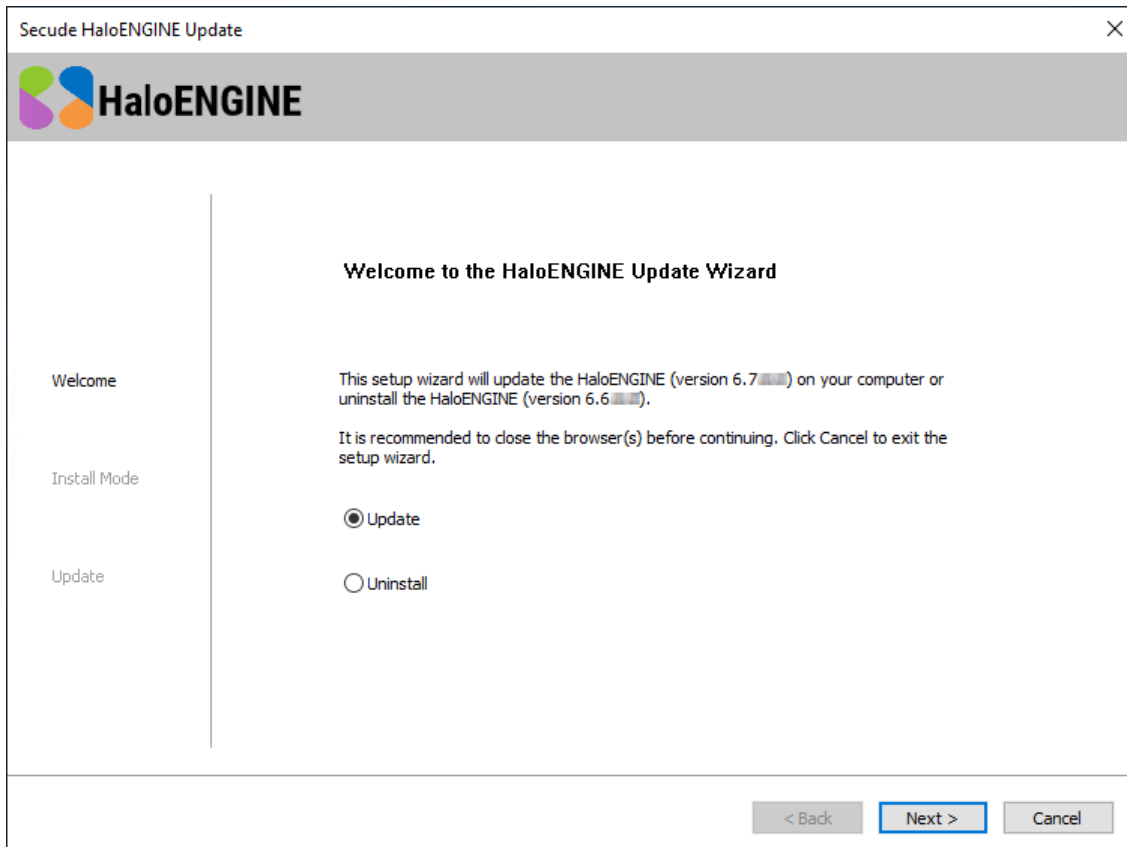 Secude HaloENGINE Update
HaloENGINE
Welcome to the HaloENGINE Update Wizard
Welcome
This setup wizard will update the HaloENGINE (version 6.7) on your computer or
uninstall the HaloENGINE (version 6.6).
It is recommended to close the browser(s) before continuing. Click Cancel to exit the
setup wizard.
Install Mode
Update
Update
Uninstall
< Back
Next >
Cancel